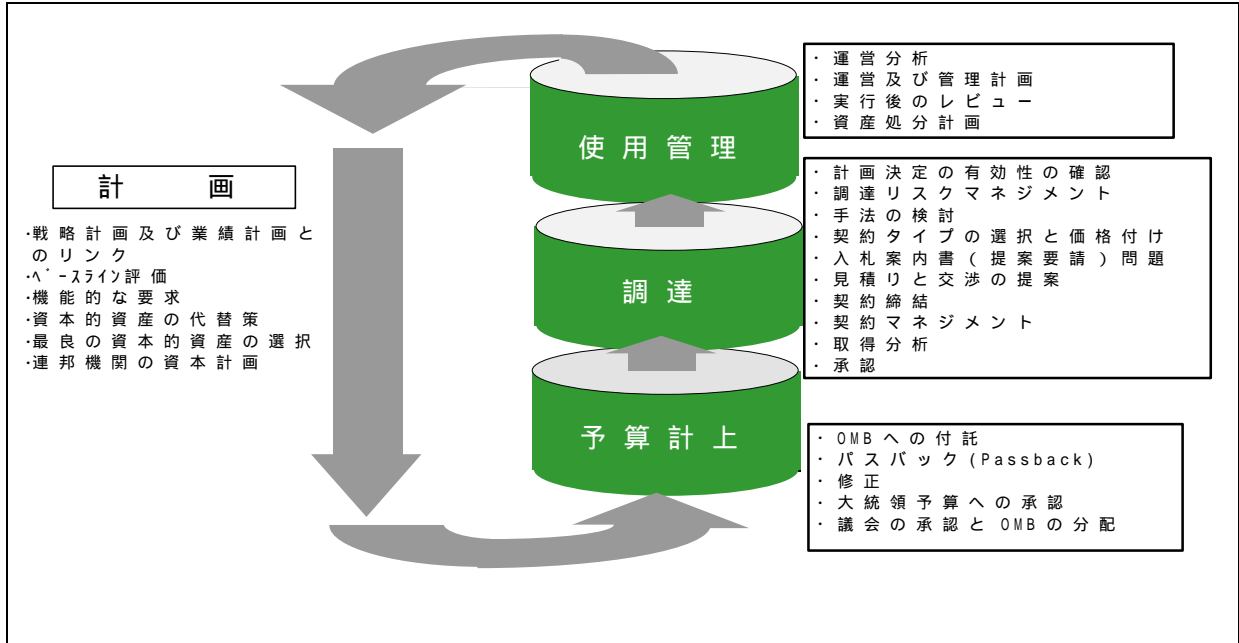 計画
・戦略計画及び業績計画と
のリンク
・ﾍﾞｰｽﾗｲﾝ評価
・機能的な要求
・資本的資産の代替策
・最良の資本的資産の選択
・連邦機関の資本計画
使用管理
・運営分析
・運営及び管理計画
・実行後のレビュー
・資産処分計画
調達
・計画決定の有効性の確認
・調達リスクマネジメント
・手法の検討
・契約タイプの選択と価格付け
・入札案内書(提案要請)問題
・見積りと交渉の提案
・契約締結
・契約マネジメント
・取得分析
・承認
予算計上
・OMBへの付託
・パスバック(Passback)
・修正
・大統領予算への承認
・議会の承認とOMBの分配